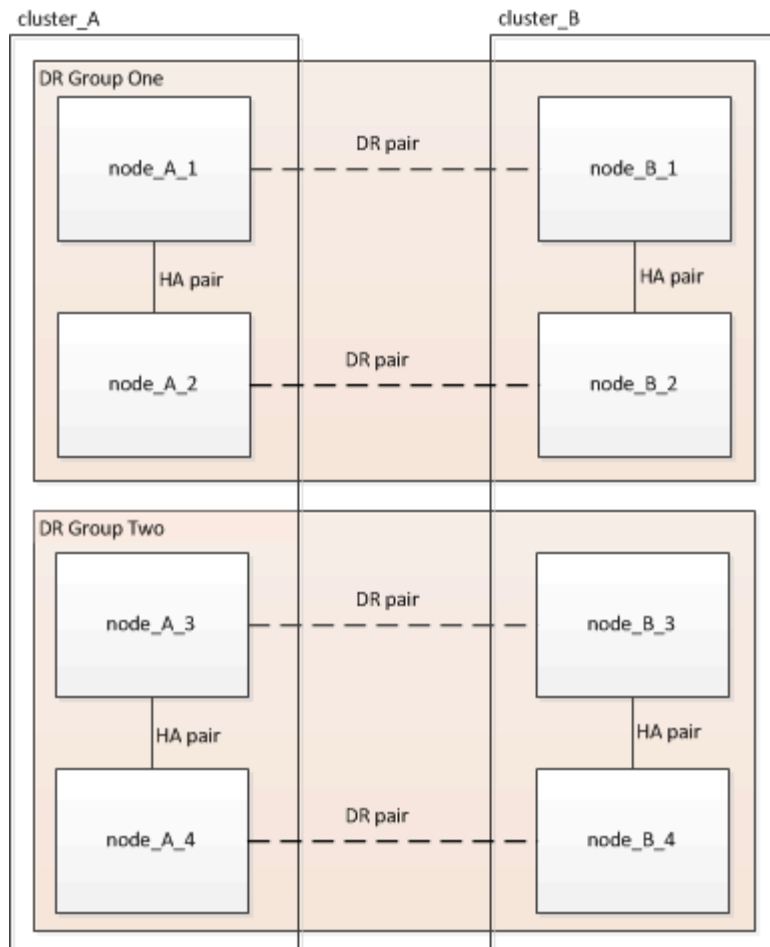 cluster_A
cluster_B
DR Group One
node_A_1
DR pair
node_B_1
HA pair
HA pair
node_A_2
DR pair
node_B_2
DR Group Two
node_A_3
DR pair
node_B_3
HA pair
HA pair
node_A_4
DR pair
node_B_4